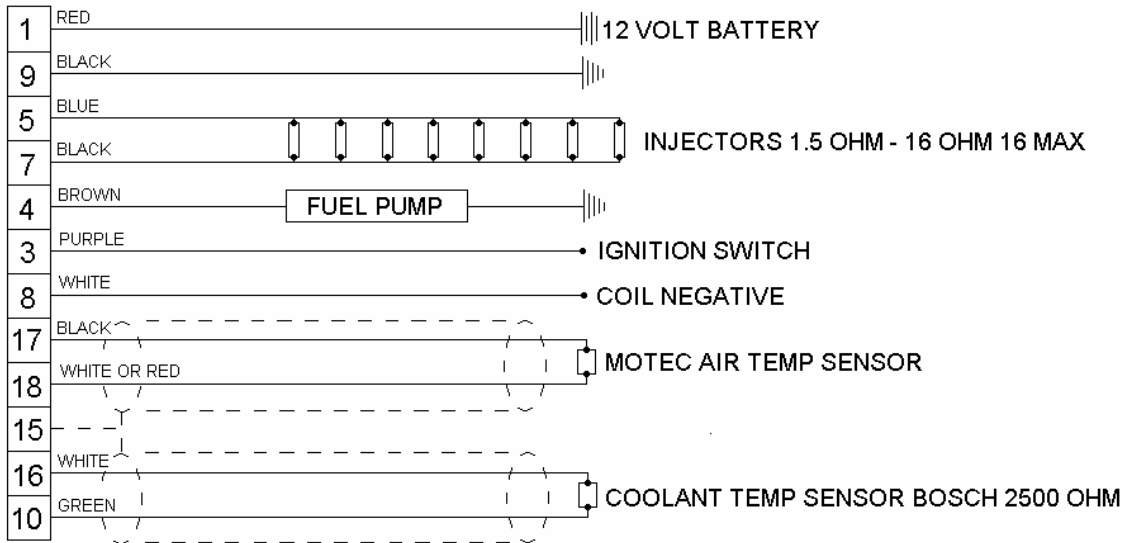 1 RED 12 VOLT BATTERY
9 BLACK
5 BLUE
INJECTORS 1.5 OHM - 16 OHM 16 MAX
7 BLACK
4 BROWN FUEL PUMP
3 PURPLE IGNITION SWITCH
8 WHITE COIL NEGATIVE
17 BLACK
MOTEC AIR TEMP SENSOR
18 WHITE OR RED
15
16 WHITE
COOLANT TEMP SENSOR BOSCH 2500 OHM
10 GREEN